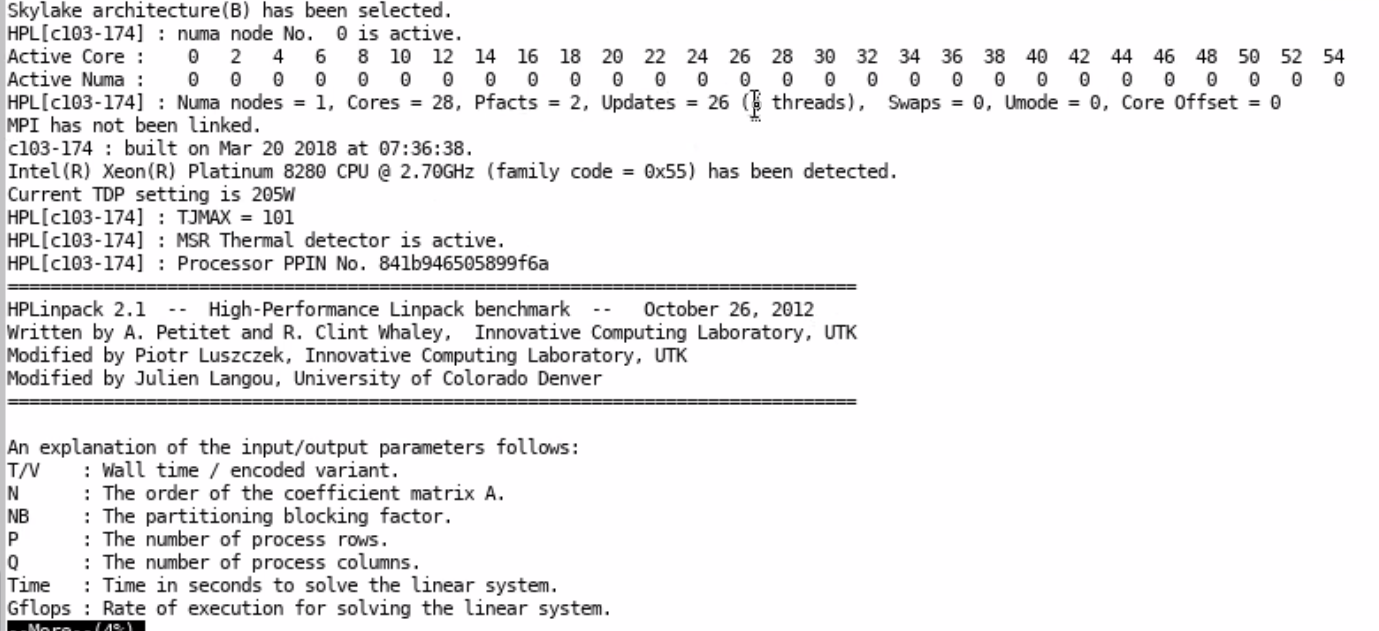 Skylake architecture(B) has been selected.
HPL[c103-174] : numa node No.  0 is active.
Active Core :    0   2   4   6   8  10  12  14  16  18  20  22  24  26  28  30  32  34  36  38  40  42  44  46  48  50  52  54
Active Numa :    0   0   0   0   0   0   0   0   0   0   0   0   0   0   0   0   0   0   0   0   0   0   0   0   0   0   0   0
HPL[c103-174] : Numa nodes = 1, Cores = 28, Pfacts = 2, Updates = 26 ( threads),  Swaps = 0, Umode = 0, Core Offset = 0
MPI has not been linked.
c103-174 : built on Mar 20 2018 at 07:36:38.
Intel(R) Xeon(R) Platinum 8280 CPU @ 2.70GHz (family code = 0x55) has been detected.
Current TDP setting is 205W
HPL[c103-174] : TJMAX = 101
HPL[c103-174] : MSR Thermal detector is active.
HPL[c103-174] : Processor PPIN No. 841b946505899f6a
================================================================================
HPLinpack 2.1  --  High-Performance Linpack benchmark  --   October 26, 2012
Written by A. Petitet and R. Clint Whaley,  Innovative Computing Laboratory, UTK
Modified by Piotr Luszczek, Innovative Computing Laboratory, UTK
Modified by Julien Langou, University of Colorado Denver
================================================================================
An explanation of the input/output parameters follows:
T/V    : Wall time / encoded variant.
N      : The order of the coefficient matrix A.
NB     : The partitioning blocking factor.
P      : The number of process rows.
Q      : The number of process columns.
Time   : Time in seconds to solve the linear system.
Gflops : Rate of execution for solving the linear system.
--More--(4%)